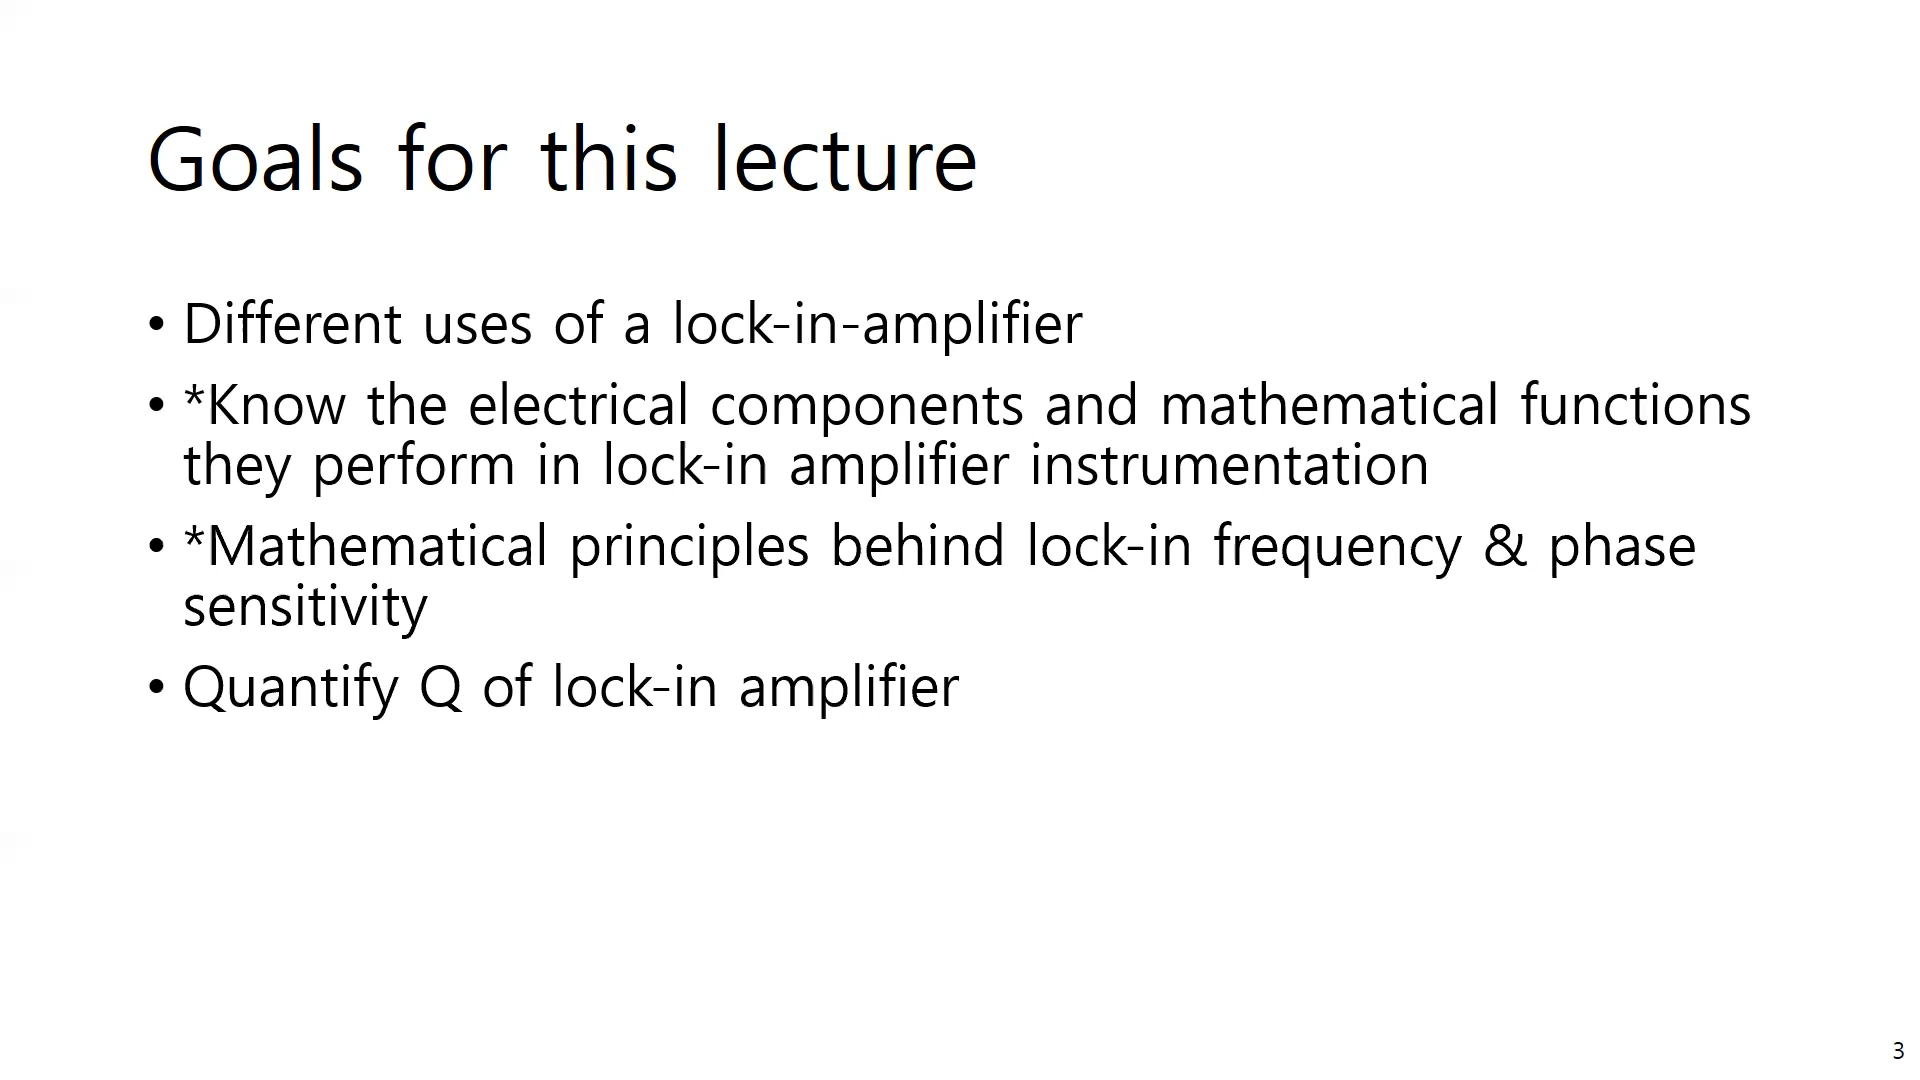 Goals for this lecture
• Different uses of a lock-in-amplifier
• *Know the electrical components and mathematical functions
they perform in lock-in amplifier instrumentation
• *Mathematical principles behind lock-in frequency & phase
sensitivity
• Quantify Q of lock-in amplifier
3